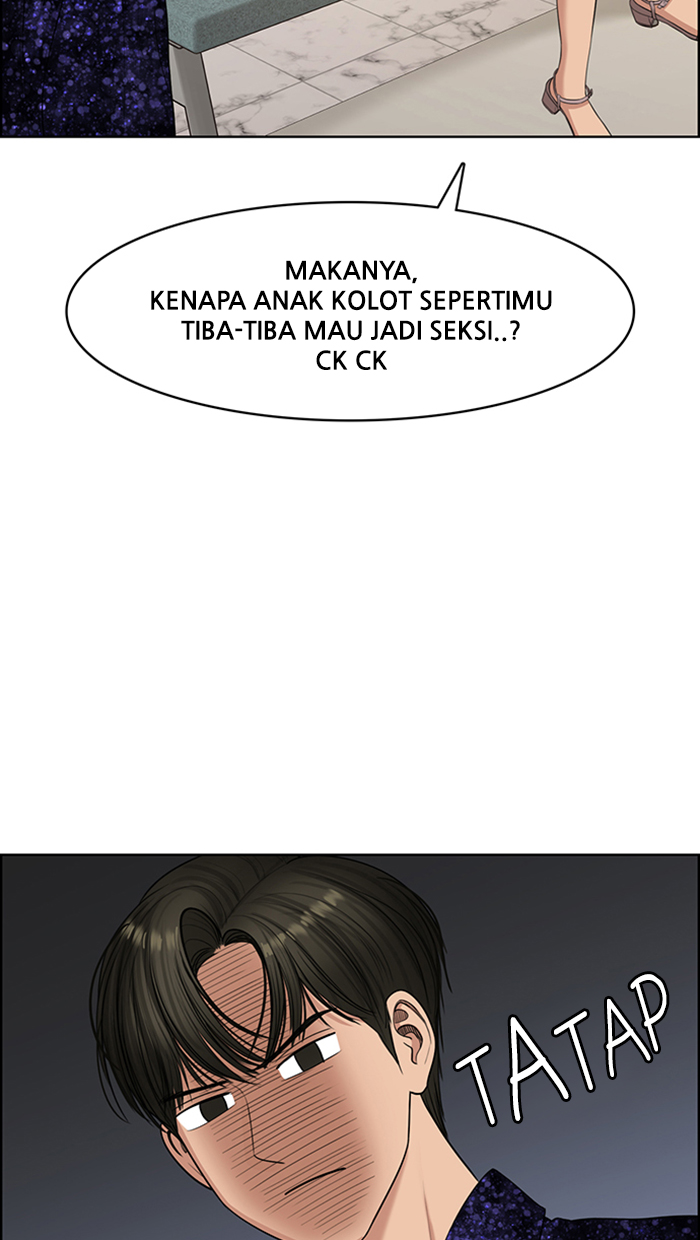 MAKANYA,
KENAPA ANAK KOLOT SEPERTIMU
TIBA-TIBA MAU JADI SEKSI..?
CK CK
TATAP